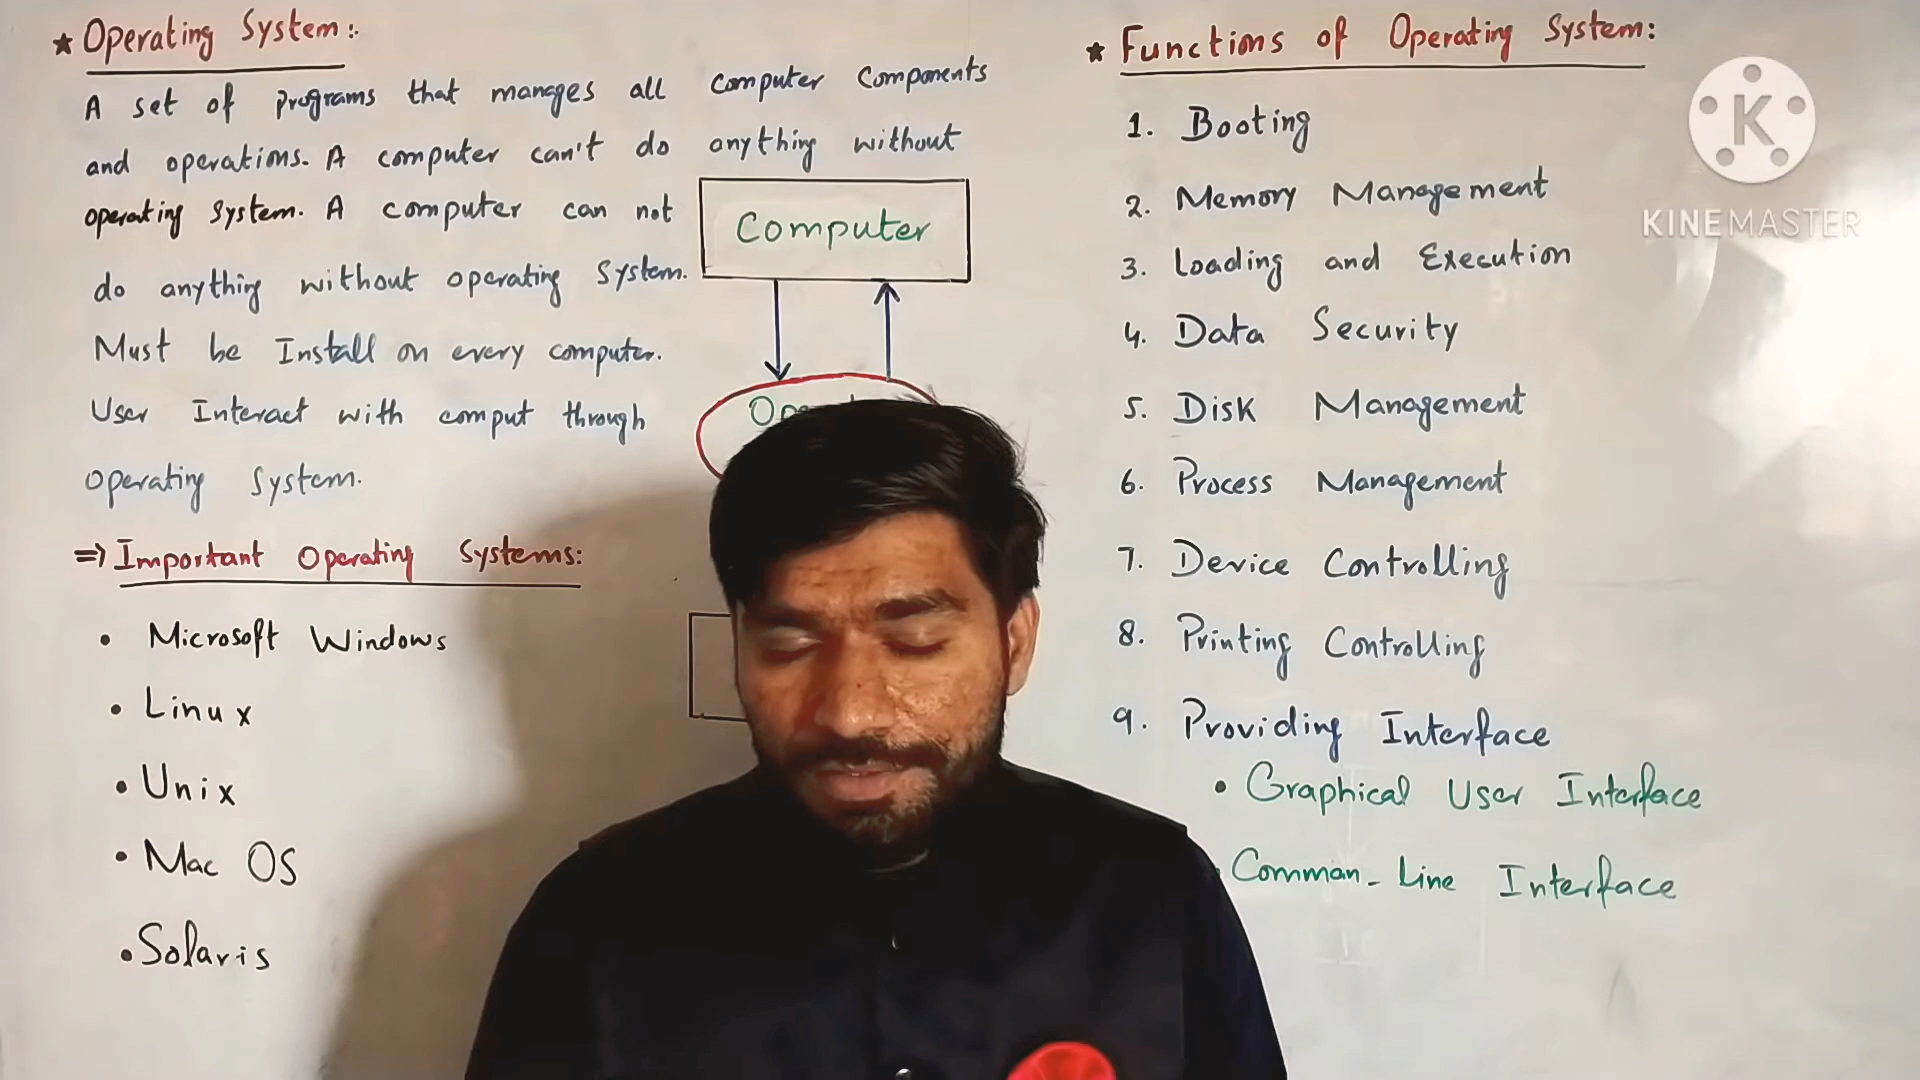 ★ Operating System:
A set of programs that manages all computer components
and operations. A computer can't do anything without
operating system. A computer can not
do anything without operating System.
Must be Install on every computer.
User Interact with comput through
Operating System.
⇒ Important Operating Systems:
• Microsoft Windows
• Linux
• Unix
• Mac OS
• Solaris
Computer
★ Functions of Operating System:
1. Booting
2. Memory Management
3. Loading and Execution
4. Data Security
5. Disk Management
6. Process Management
7. Device Controlling
8. Printing Controlling
9. Providing Interface
• Graphical User Interface
• Comman-Line Interface
K
KINEMASTER